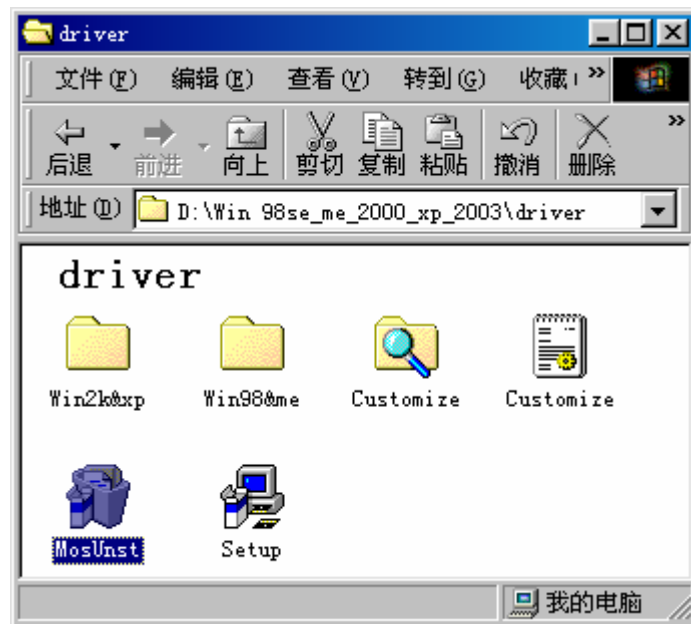 driver
文件(F) 编辑(E) 查看(V) 转到(G) 收藏 »
后退 前进 向上 剪切 复制 粘贴 撤消 删除 »
地址(D) D:\Win 98se_me_2000_xp_2003\driver
driver
Win2k&xp Win98&me Customize Customize
MosUnst Setup
我的电脑